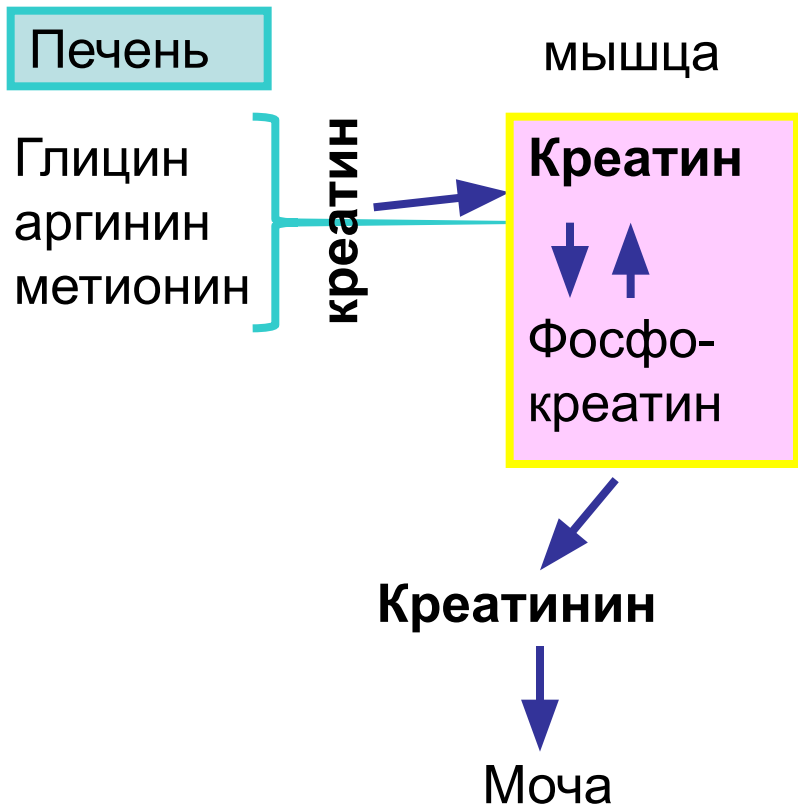 Печень
мышца
Глицин
аргинин
метионин
креатин
Креатин
Фосфо-
креатин
Креатинин
Моча